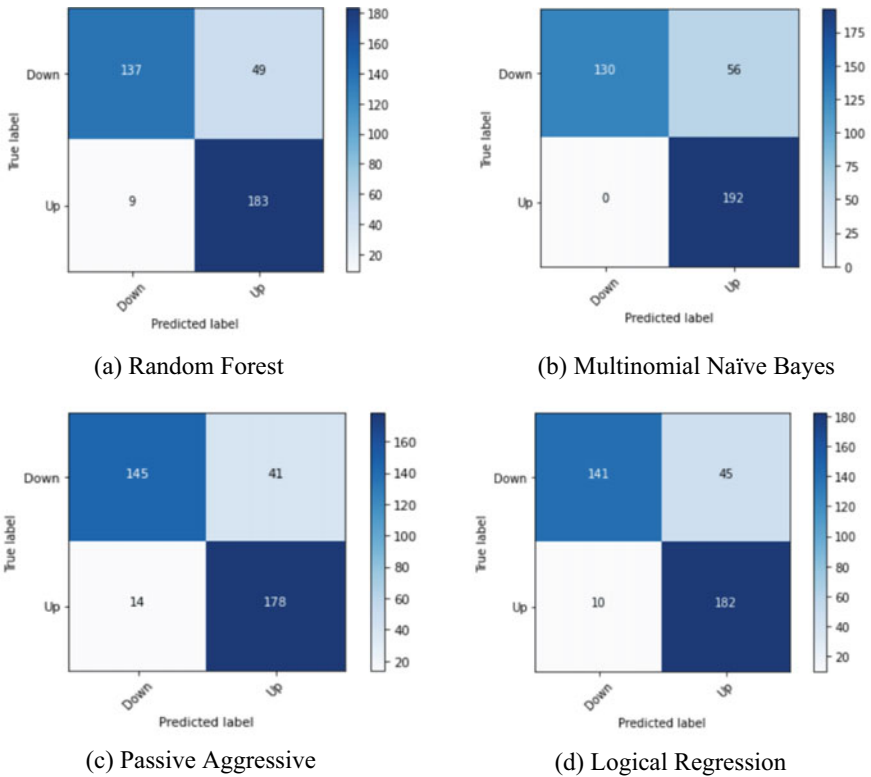 180
160
140
120
100
80
60
40
20
Down
137
49
True label
Up
9
183
Down
Up
Predicted label
(a) Random Forest
175
150
125
100
75
50
25
0
Down
130
56
True label
Up
0
192
Down
Up
Predicted label
(b) Multinomial Naïve Bayes
160
140
120
100
80
60
40
20
Down
145
41
True label
Up
14
178
Down
Up
Predicted label
(c) Passive Aggressive
180
160
140
120
100
80
60
40
20
Down
141
45
True label
Up
10
182
Down
Up
Predicted label
(d) Logical Regression